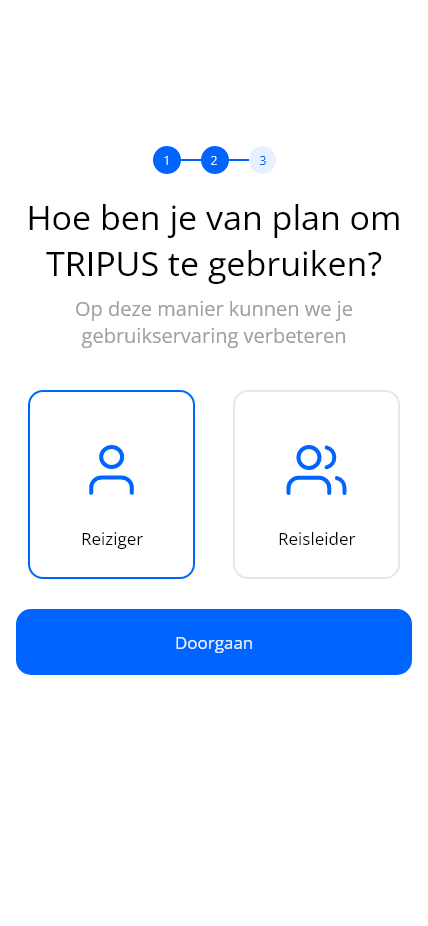 1 2 3
Hoe ben je van plan om
TRIPUS te gebruiken?
Op deze manier kunnen we je
gebruikservaring verbeteren
Reiziger Reisleider
Doorgaan